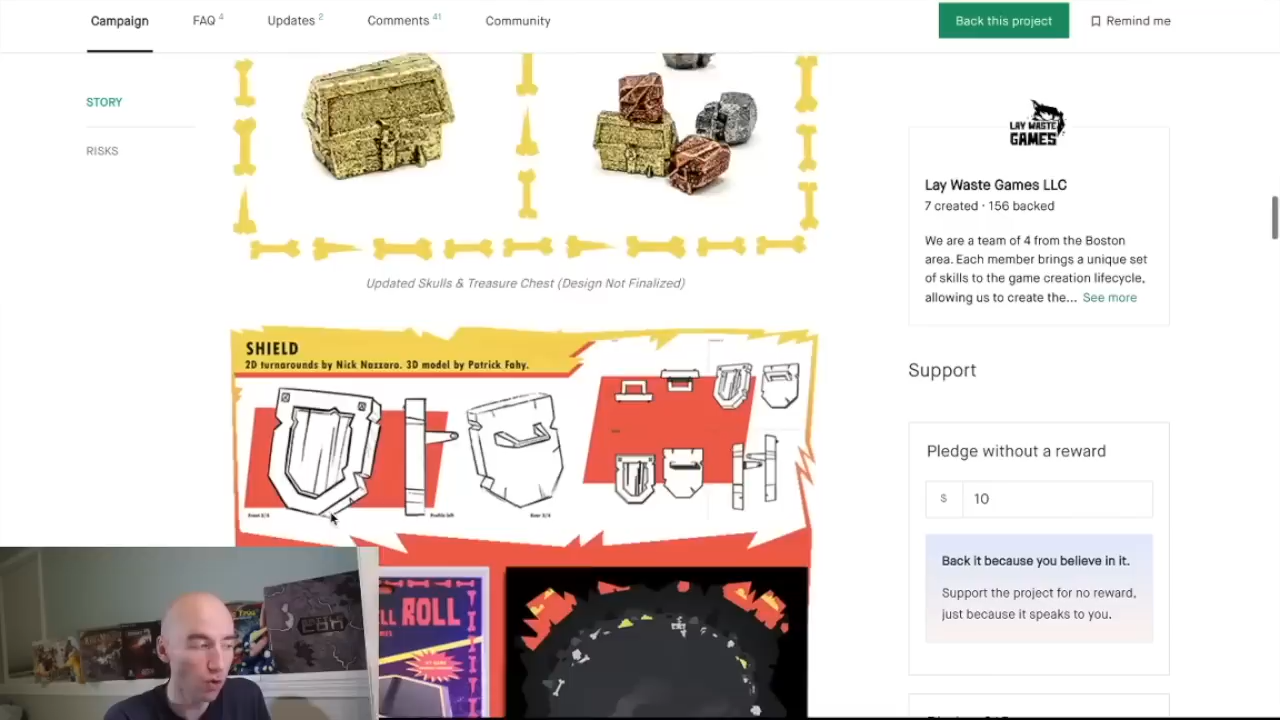 Campaign
FAQ 4
Updates 2
Comments 41
Community
Back this project
Remind me
STORY
RISKS
LAY WASTE
GAMES
Lay Waste Games LLC
7 created · 156 backed
We are a team of 4 from the Boston
area. Each member brings a unique set
of skills to the game creation lifecycle,
allowing us to create the... See more
Updated Skulls & Treasure Chest (Design Not Finalized)
SHIELD
2D turnarounds by Nick Nazzaro. 3D model by Patrick Fahy.
Support
Pledge without a reward
$ 10
Back it because you believe in it.
Support the project for no reward,
just because it speaks to you.
ROLL